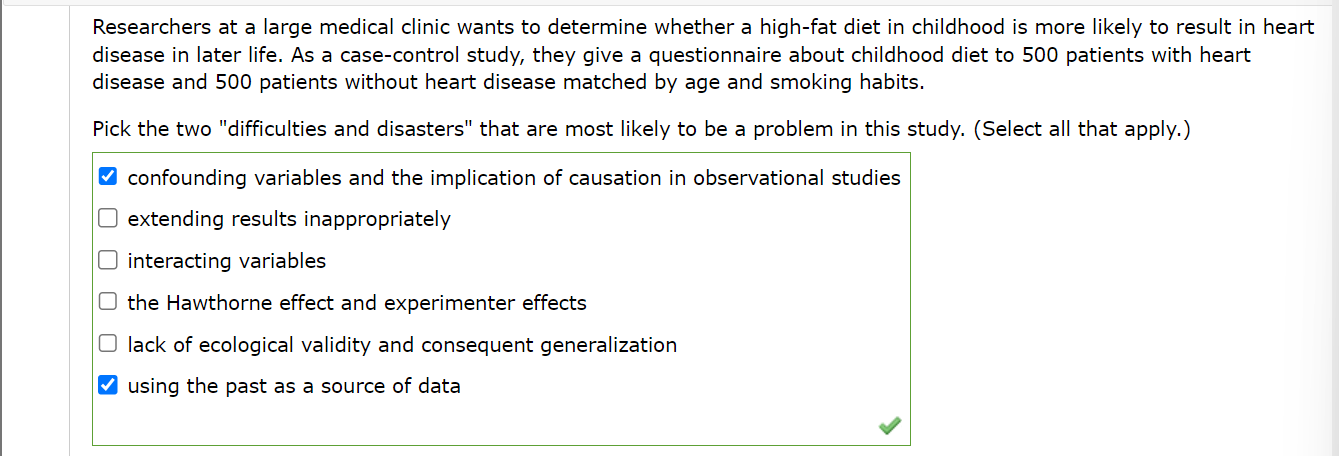 Researchers at a large medical clinic wants to determine whether a high-fat diet in childhood is more likely to result in heart
disease in later life. As a case-control study, they give a questionnaire about childhood diet to 500 patients with heart
disease and 500 patients without heart disease matched by age and smoking habits.
Pick the two "difficulties and disasters" that are most likely to be a problem in this study. (Select all that apply.)
confounding variables and the implication of causation in observational studies
extending results inappropriately
interacting variables
the Hawthorne effect and experimenter effects
lack of ecological validity and consequent generalization
using the past as a source of data